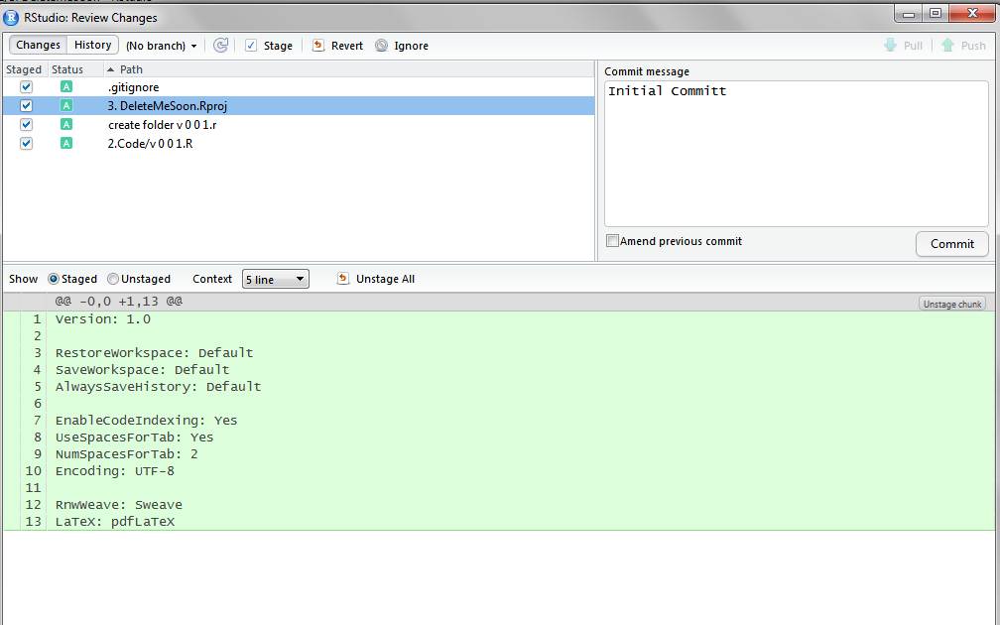 RStudio: Review Changes
Changes History (No branch) Stage Revert Ignore Pull Push
Staged Status Path
A .gitignore
A 3. DeleteMeSoon.Rproj
A create folder v 0 0 1.r
A 2.Code/v 0 0 1.R
Commit message
Initial Committ
Amend previous commit
Commit
Show Staged Unstaged Context 5 line Unstage All
@@ -0,0 +1,13 @@ Unstage chunk
1 Version: 1.0
2
3 RestoreWorkspace: Default
4 SaveWorkspace: Default
5 AlwaysSaveHistory: Default
6
7 EnableCodeIndexing: Yes
8 UseSpacesForTab: Yes
9 NumSpacesForTab: 2
10 Encoding: UTF-8
11
12 RnwWeave: Sweave
13 LaTeX: pdfLaTeX